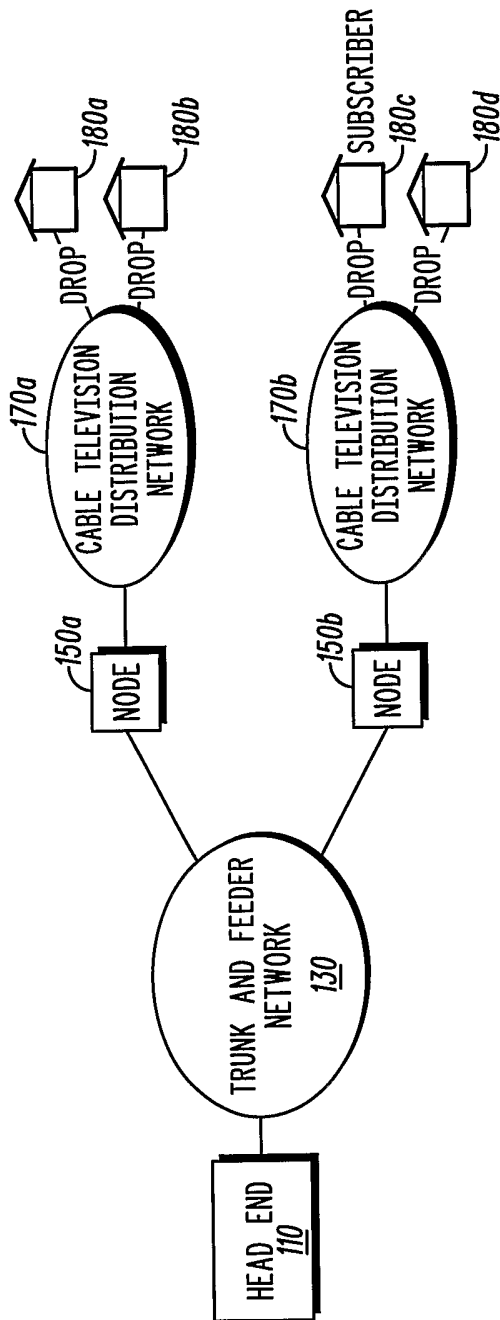 HEAD END
110
TRUNK AND FEEDER
NETWORK
130
150a
NODE
150b
NODE
170a
CABLE TELEVISION
DISTRIBUTION
NETWORK
170b
CABLE TELEVISION
DISTRIBUTION
NETWORK
DROP
180a
DROP
180b
DROP
SUBSCRIBER
180c
DROP
180d